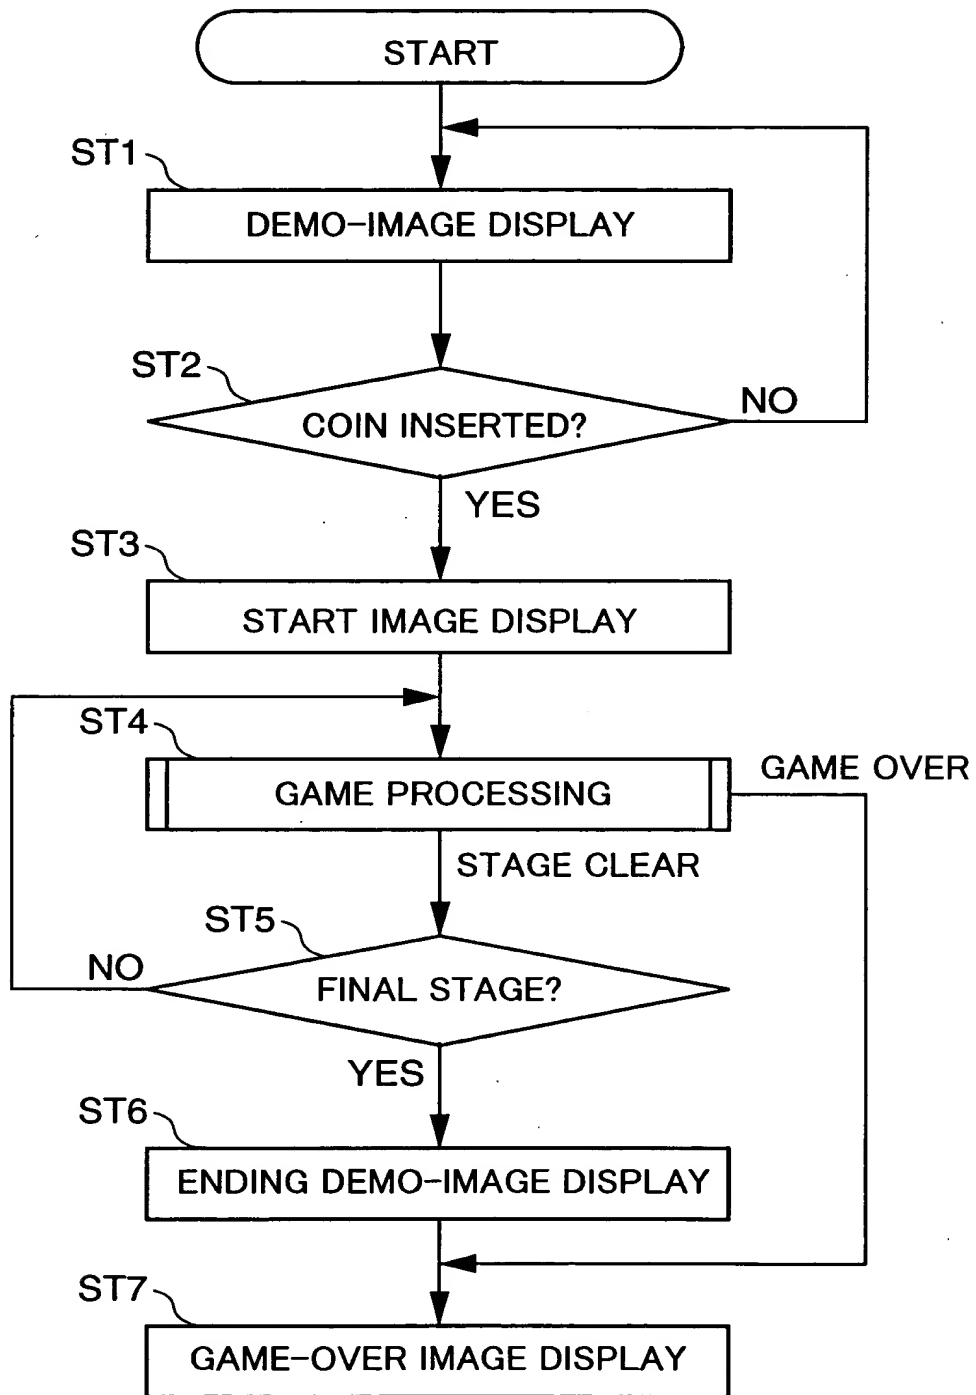 START
ST1
DEMO-IMAGE DISPLAY
ST2
COIN INSERTED?
NO
YES
ST3
START IMAGE DISPLAY
ST4
GAME PROCESSING
GAME OVER
STAGE CLEAR
ST5
NO
FINAL STAGE?
YES
ST6
ENDING DEMO-IMAGE DISPLAY
ST7
GAME-OVER IMAGE DISPLAY